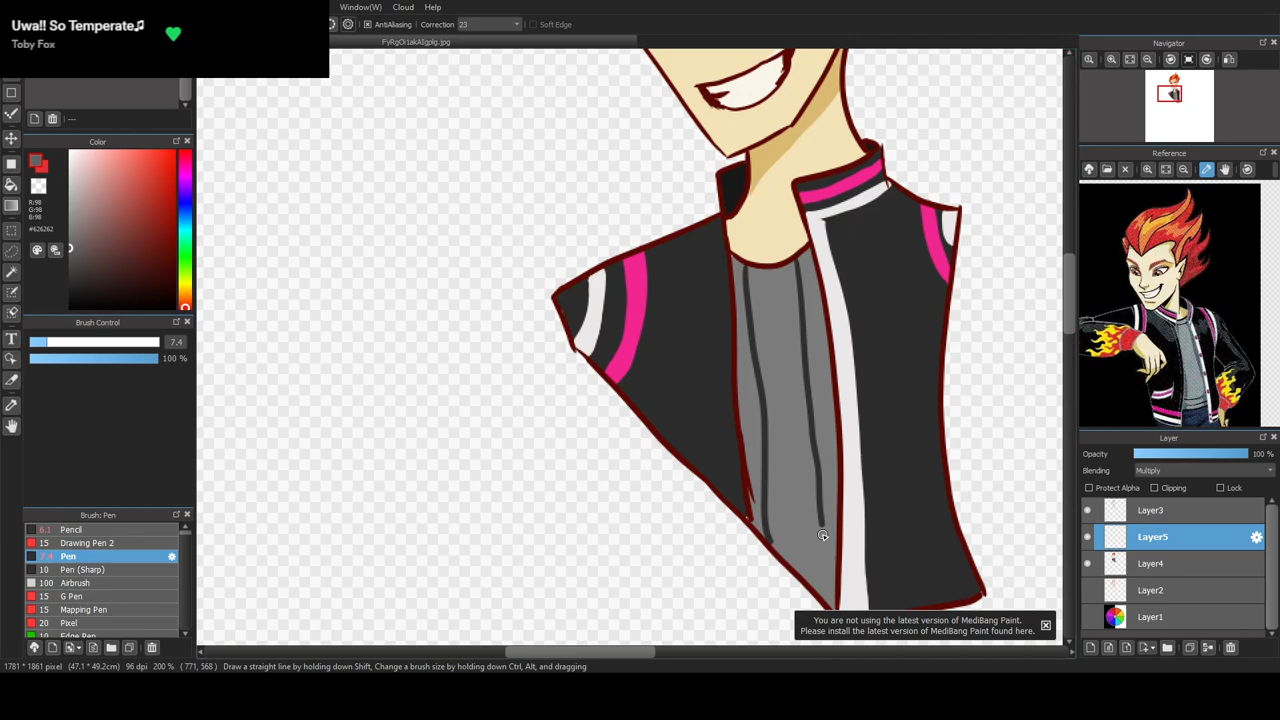 Uwa!! So Temperate♫
Toby Fox
Window(W) Cloud Help
AntiAliasing Correction 23 Soft Edge
FyRgOi1akAIgplg.jpg
Navigator
---
Color
Reference
R:98
G:98
B:98
#626262
Brush Control
7.4
100 %
Layer
Opacity 100 %
Blending Multiply
Protect Alpha Clipping Lock
Layer3
Layer5
Layer4
Layer2
Layer1
Brush: Pen
6.1 Pencil
15 Drawing Pen 2
7.4 Pen
10 Pen (Sharp)
100 Airbrush
15 G Pen
15 Mapping Pen
20 Pixel
10 Edge Pen
You are not using the latest version of MediBang Paint.
Please install the latest version of MediBang Paint found here.
1781 * 1861 pixel (47.1 * 49.2cm) 96 dpi 200 % ( 771, 568 ) Draw a straight line by holding down Shift, Change a brush size by holding down Ctrl, Alt, and dragging